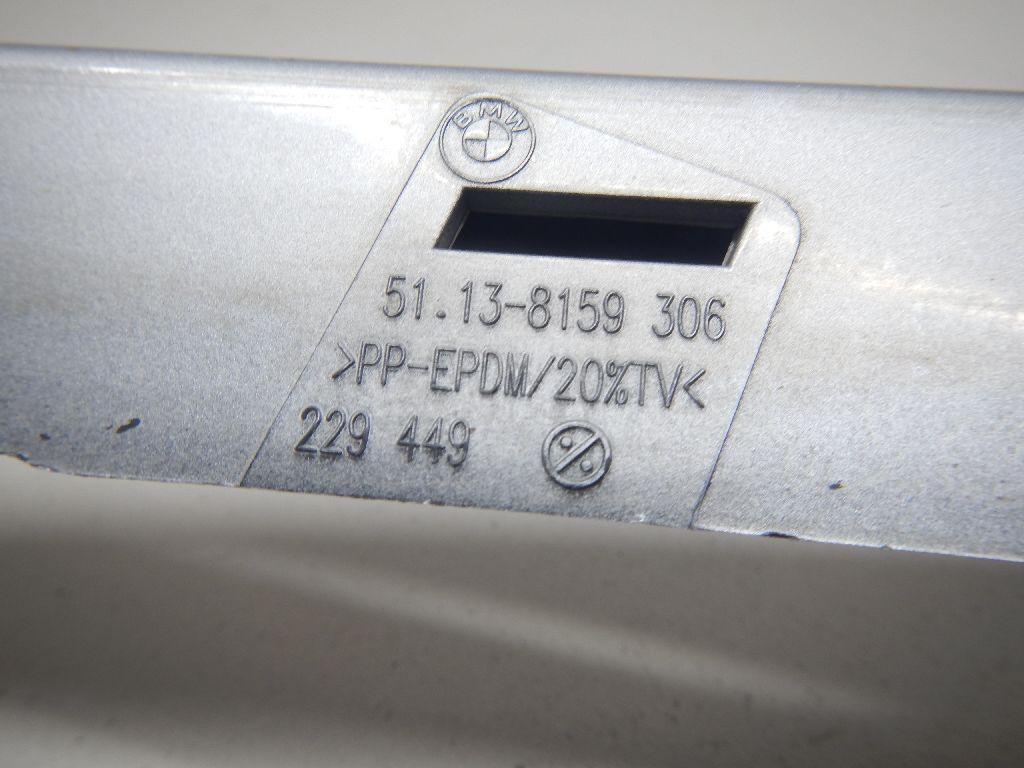 BMW
51.13-8159 306
>PP-EPDM/20%TV<
229 449